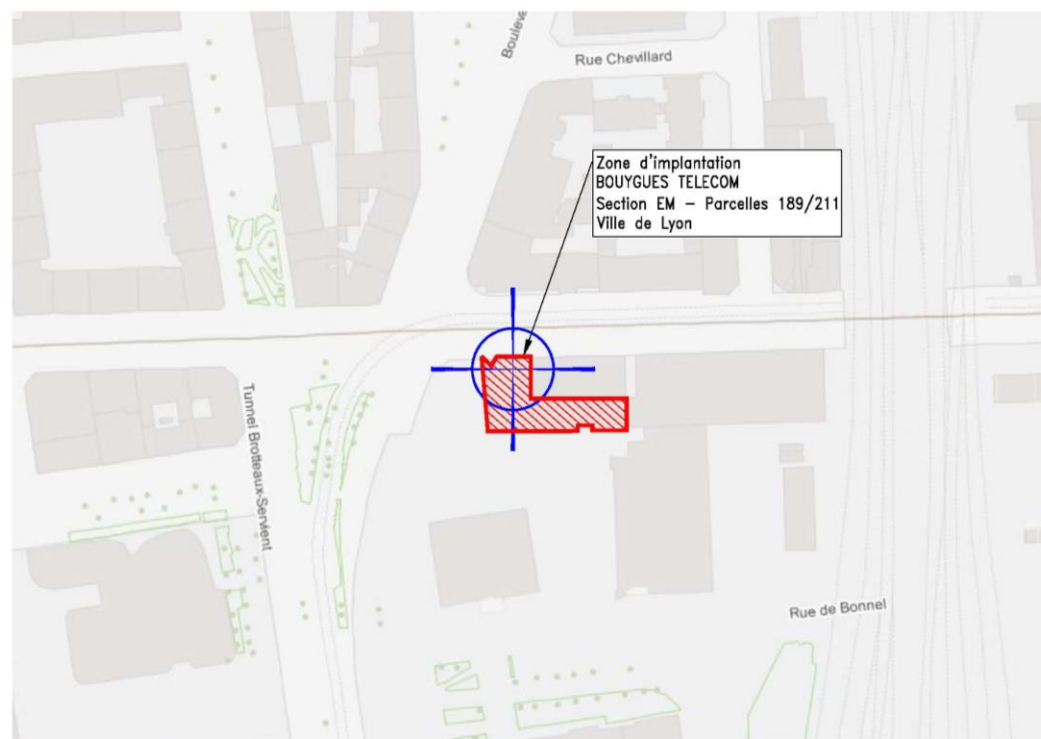 Bouleva
Rue Chevillard
Zone d'implantation
BOUYGUES TELECOM
Section EM – Parcelles 189/211
Ville de Lyon
Tunnel Brotteaux-Servient
Rue de Bonnel